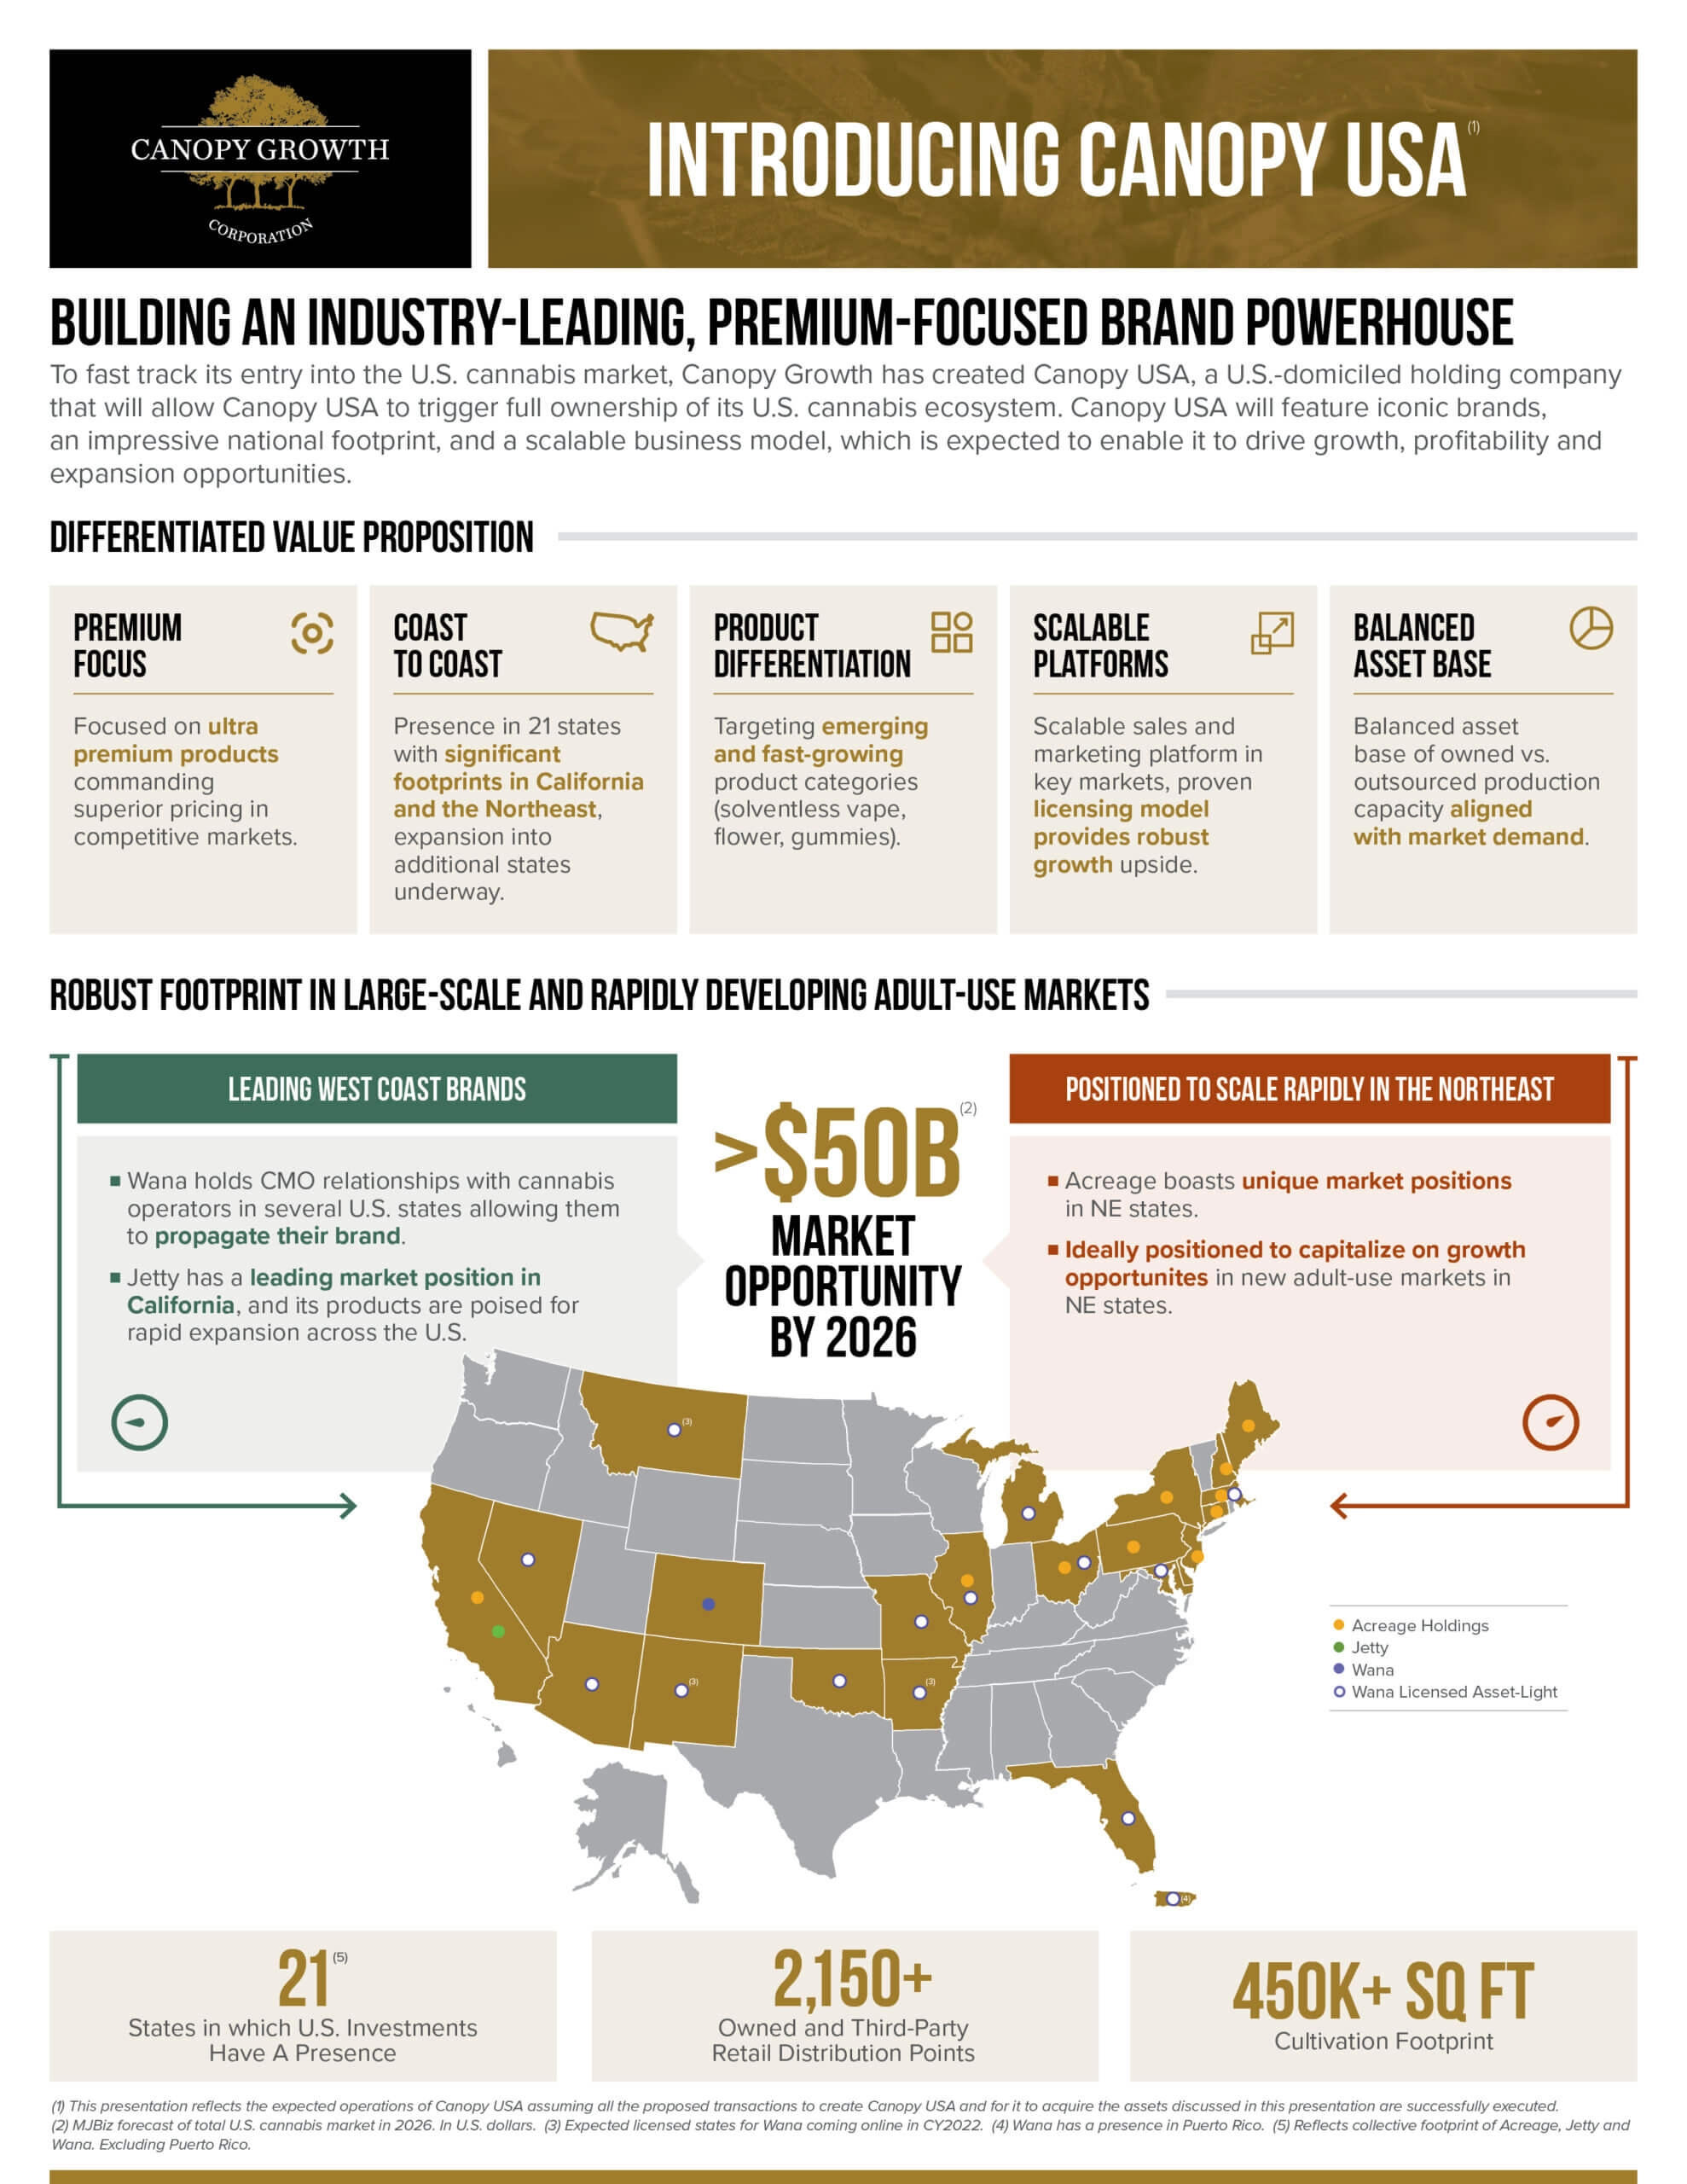 CANOPY GROWTH
CORPORATION
INTRODUCING CANOPY USA(1)
BUILDING AN INDUSTRY-LEADING, PREMIUM-FOCUSED BRAND POWERHOUSE
To fast track its entry into the U.S. cannabis market, Canopy Growth has created Canopy USA, a U.S.-domiciled holding company
that will allow Canopy USA to trigger full ownership of its U.S. cannabis ecosystem. Canopy USA will feature iconic brands,
an impressive national footprint, and a scalable business model, which is expected to enable it to drive growth, profitability and
expansion opportunities.
DIFFERENTIATED VALUE PROPOSITION
PREMIUM
FOCUS
Focused on ultra
premium products
commanding
superior pricing in
competitive markets.
COAST
TO COAST
Presence in 21 states
with significant
footprints in California
and the Northeast,
expansion into
additional states
underway.
PRODUCT
DIFFERENTIATION
Targeting emerging
and fast-growing
product categories
(solventless vape,
flower, gummies).
SCALABLE
PLATFORMS
Scalable sales and
marketing platform in
key markets, proven
licensing model
provides robust
growth upside.
BALANCED
ASSET BASE
Balanced asset
base of owned vs.
outsourced production
capacity aligned
with market demand.
ROBUST FOOTPRINT IN LARGE-SCALE AND RAPIDLY DEVELOPING ADULT-USE MARKETS
LEADING WEST COAST BRANDS
■ Wana holds CMO relationships with cannabis
operators in several U.S. states allowing them
to propagate their brand.
■ Jetty has a leading market position in
California, and its products are poised for
rapid expansion across the U.S.
>$50B(2)
MARKET
OPPORTUNITY
BY 2026
POSITIONED TO SCALE RAPIDLY IN THE NORTHEAST
■ Acreage boasts unique market positions
in NE states.
■ Ideally positioned to capitalize on growth
opportunites in new adult-use markets in
NE states.
(3)
(3)
(3)
(4)
Acreage Holdings
Jetty
Wana
Wana Licensed Asset-Light
21(5)
States in which U.S. Investments
Have A Presence
2,150+
Owned and Third-Party
Retail Distribution Points
450K+ SQ FT
Cultivation Footprint
(1) This presentation reflects the expected operations of Canopy USA assuming all the proposed transactions to create Canopy USA and for it to acquire the assets discussed in this presentation are successfully executed.
(2) MJBiz forecast of total U.S. cannabis market in 2026. In U.S. dollars. (3) Expected licensed states for Wana coming online in CY2022. (4) Wana has a presence in Puerto Rico. (5) Reflects collective footprint of Acreage, Jetty and
Wana. Excluding Puerto Rico.